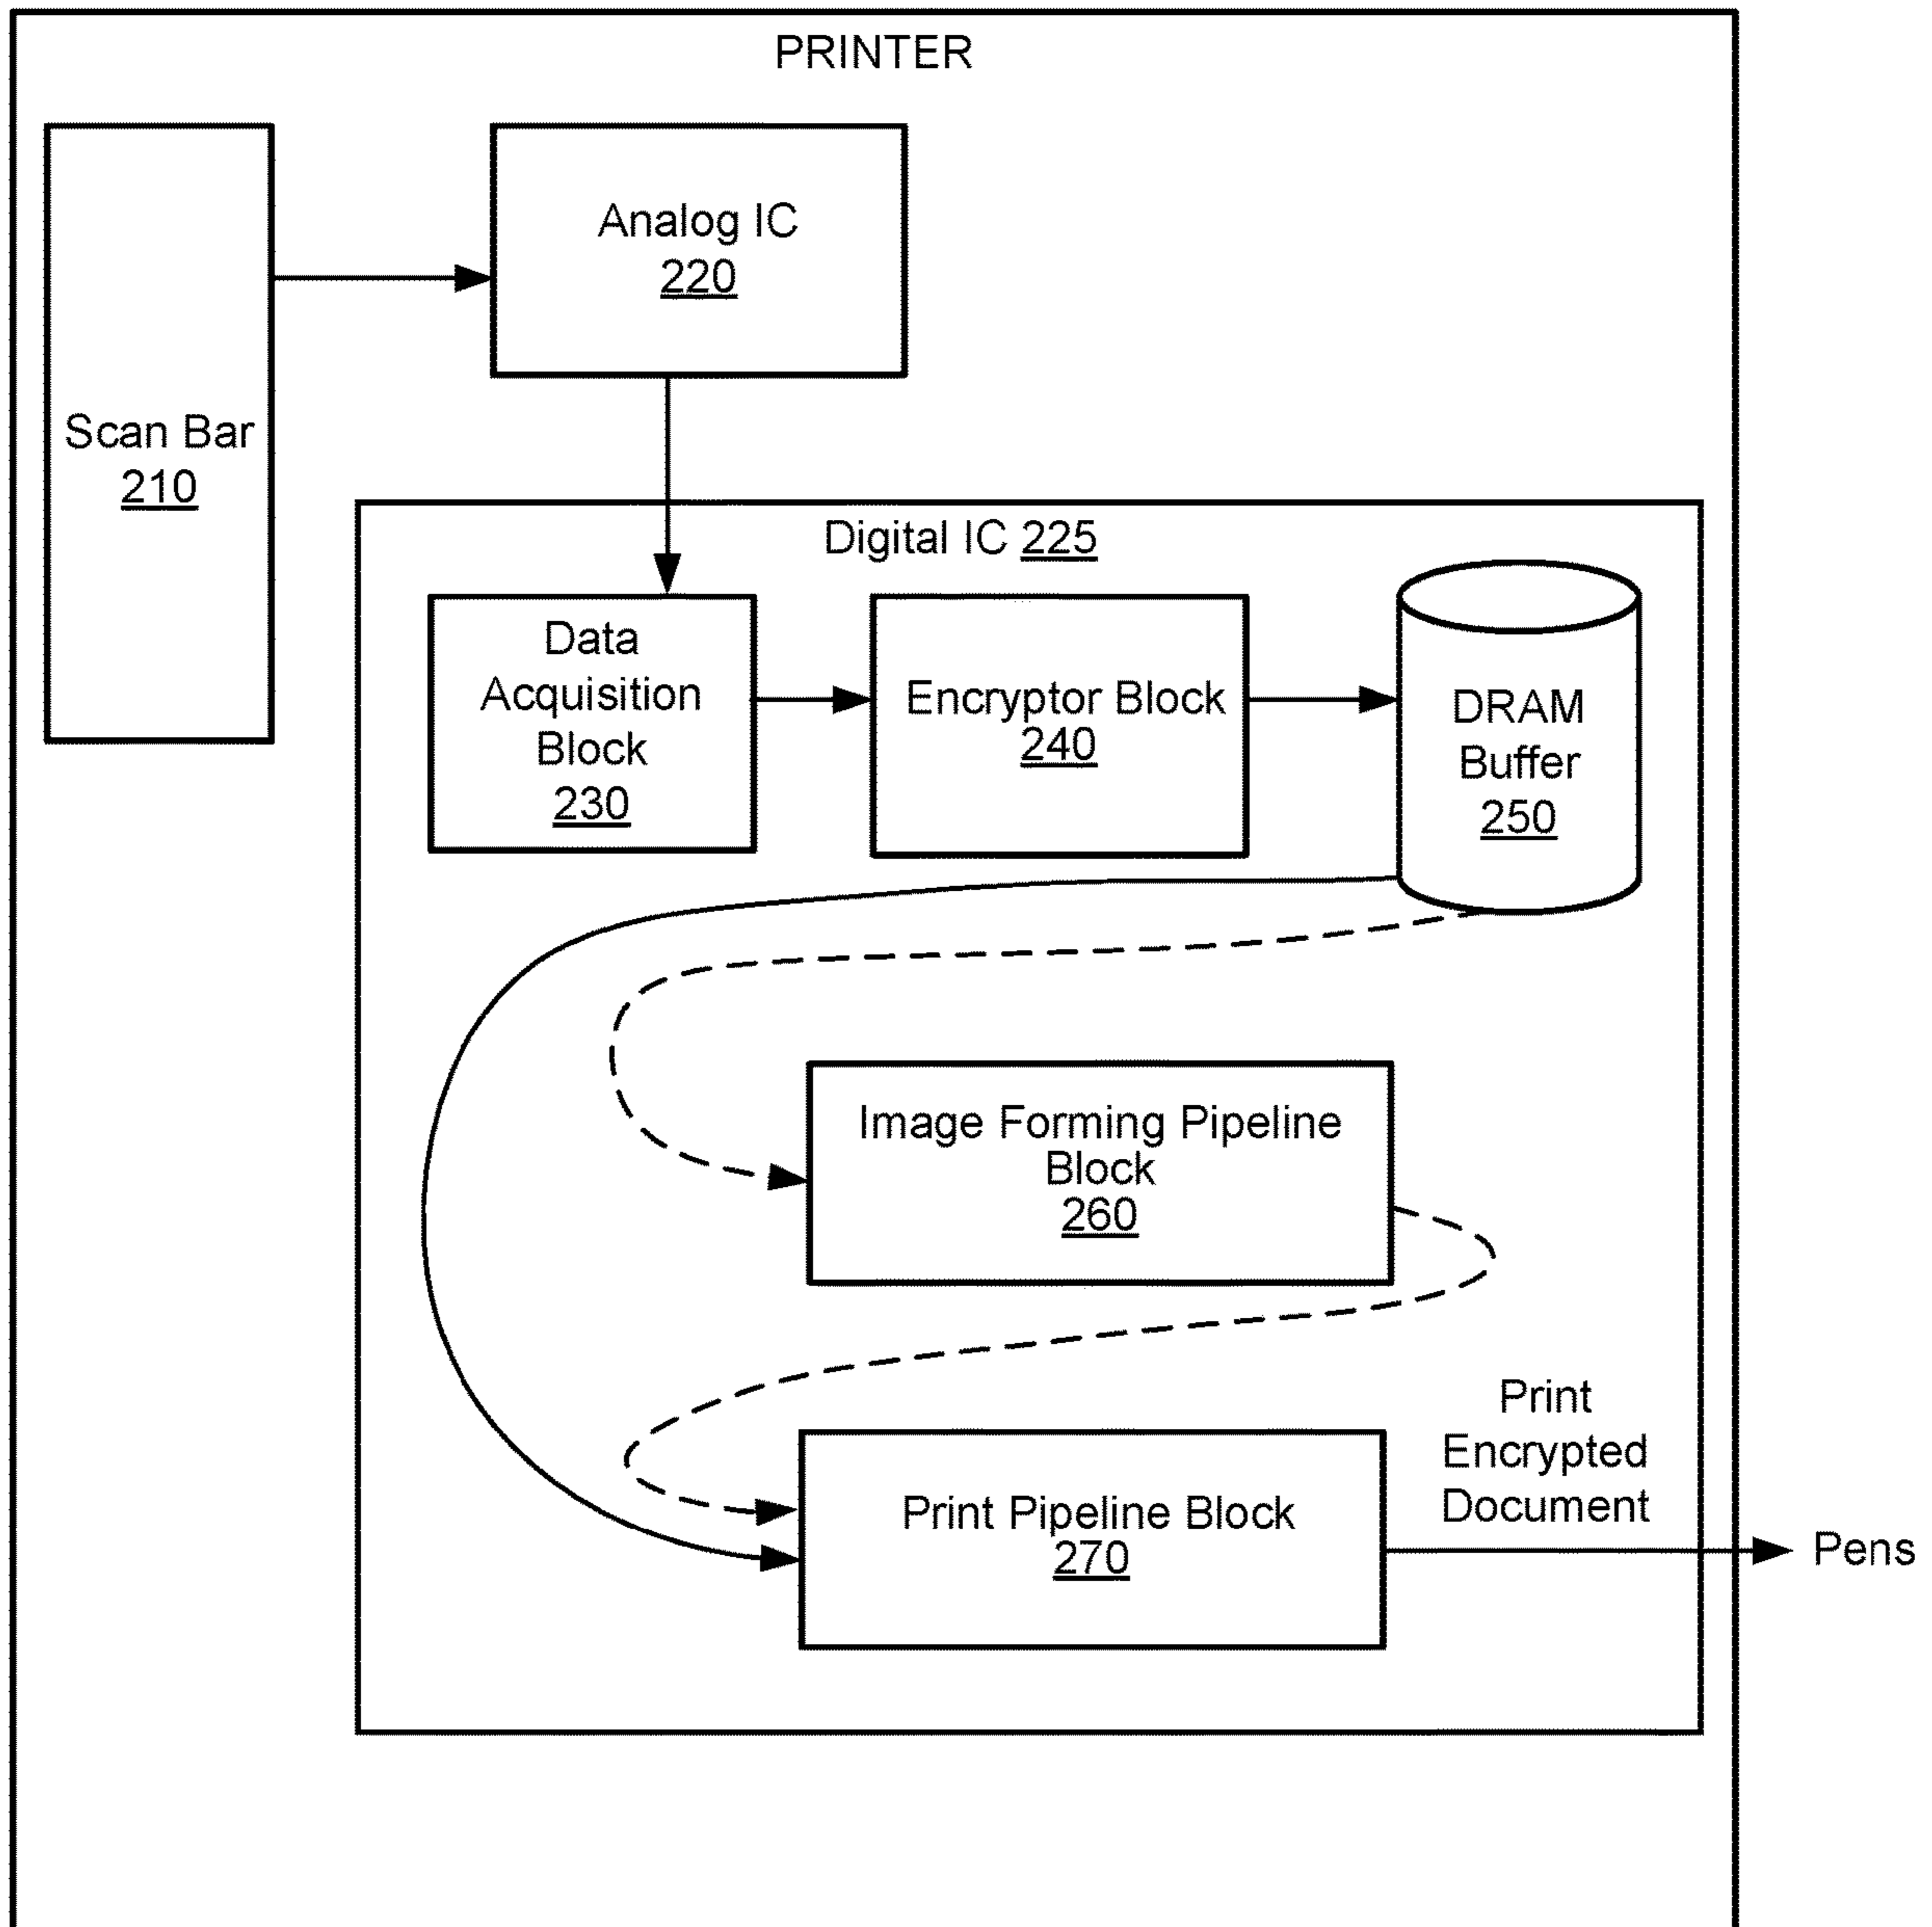 PRINTER
Analog IC
220
Scan Bar
210
Digital IC 225
Data
Acquisition
Block
230
Encryptor Block
240
DRAM
Buffer
250
Image Forming Pipeline
Block
260
Print
Encrypted
Document
Print Pipeline Block
270
Pens